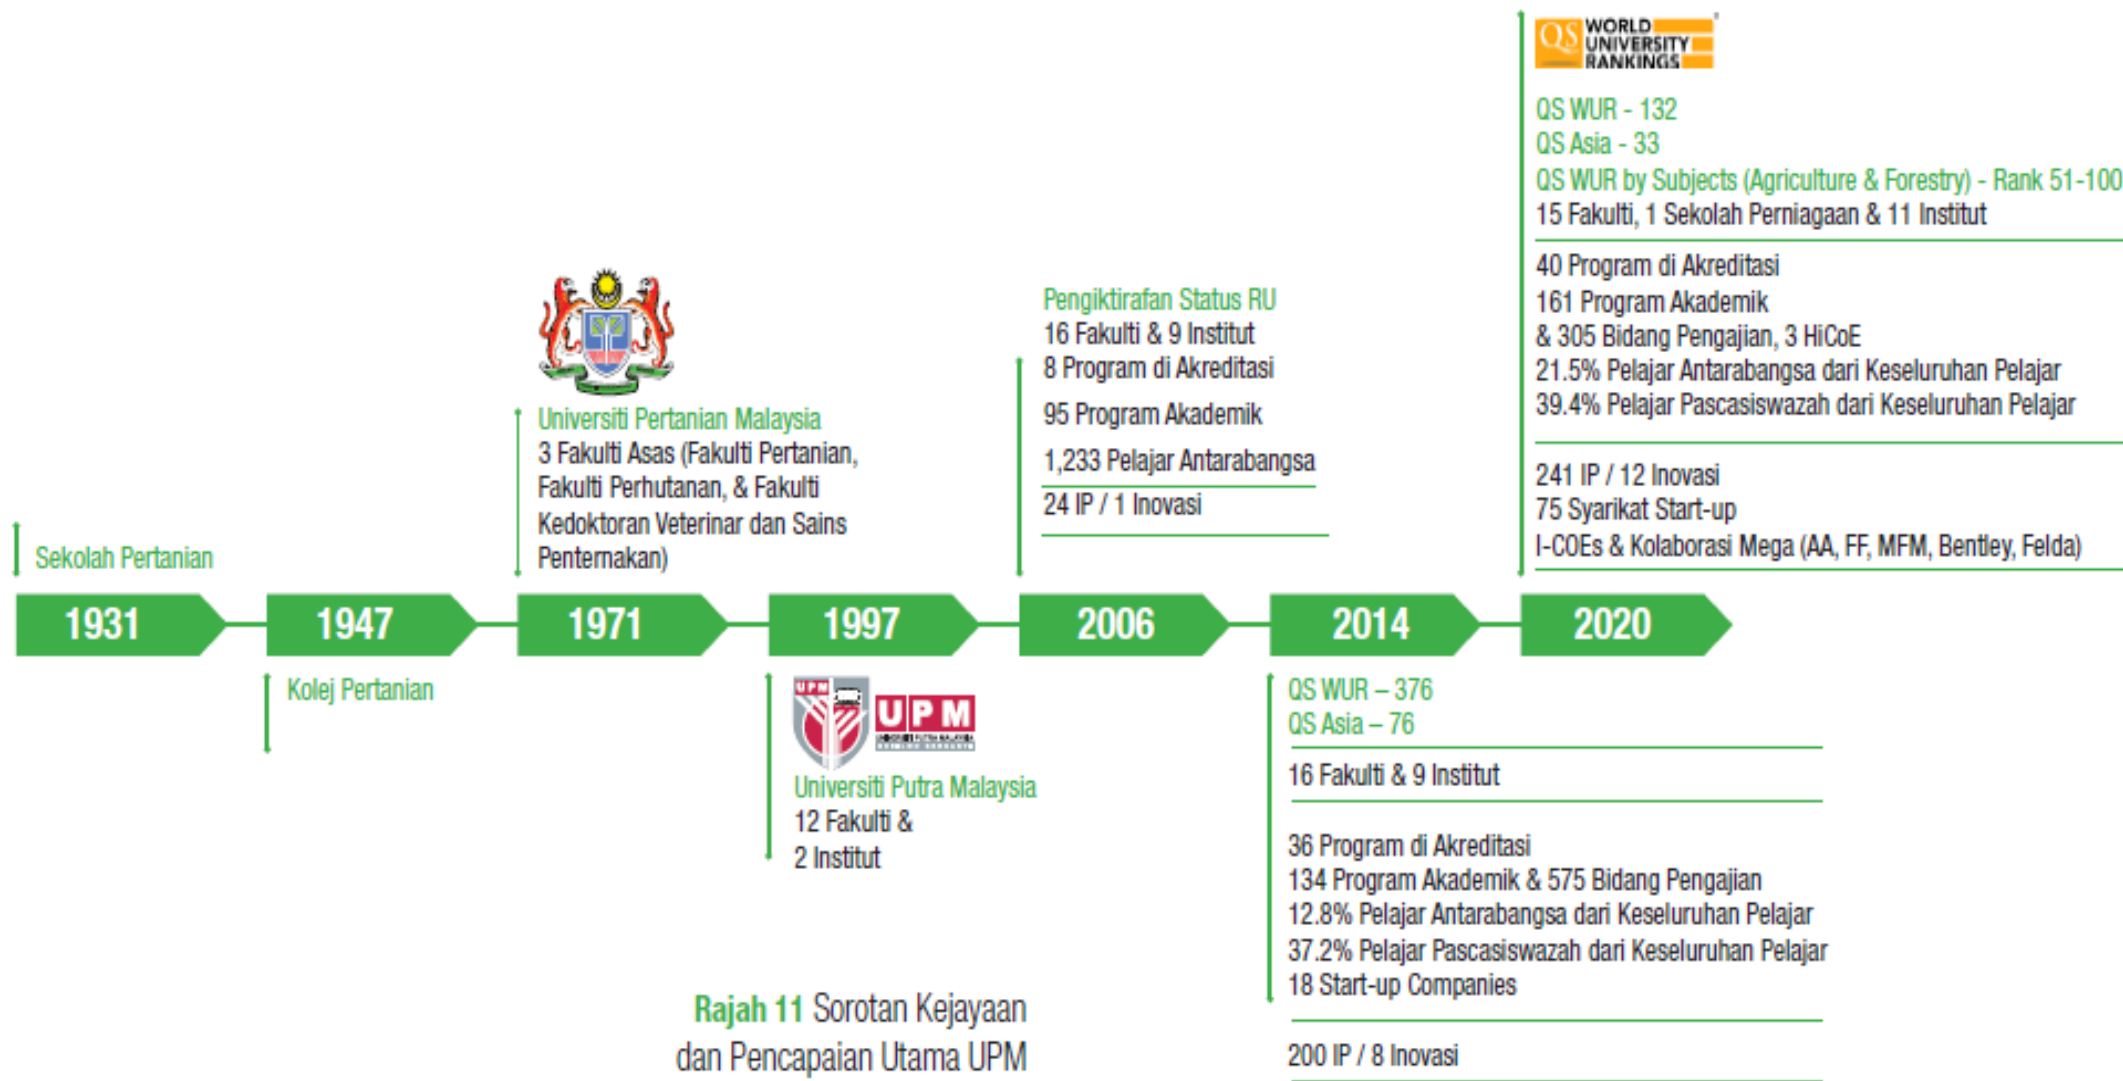 WORLD
UNIVERSITY
RANKINGS
QS
QS WUR - 132
QS Asia - 33
QS WUR by Subjects (Agriculture & Forestry) - Rank 51-100
15 Fakulti, 1 Sekolah Perniagaan & 11 Institut
40 Program di Akreditasi
161 Program Akademik
& 305 Bidang Pengajian, 3 HiCoE
21.5% Pelajar Antarabangsa dari Keseluruhan Pelajar
39.4% Pelajar Pascasiswazah dari Keseluruhan Pelajar
241 IP / 12 Inovasi
75 Syarikat Start-up
I-COEs & Kolaborasi Mega (AA, FF, MFM, Bentley, Felda)
Pengiktirafan Status RU
16 Fakulti & 9 Institut
8 Program di Akreditasi
95 Program Akademik
1,233 Pelajar Antarabangsa
24 IP / 1 Inovasi
Universiti Pertanian Malaysia
3 Fakulti Asas (Fakulti Pertanian,
Fakulti Perhutanan, & Fakulti
Kedoktoran Veterinar dan Sains
Penternakan)
Sekolah Pertanian
1931
1947
1971
1997
2006
2014
2020
Kolej Pertanian
UPM
UPM
UNIVERSITI PUTRA MALAYSIA
Universiti Putra Malaysia
12 Fakulti &
2 Institut
QS WUR – 376
QS Asia – 76
16 Fakulti & 9 Institut
36 Program di Akreditasi
134 Program Akademik & 575 Bidang Pengajian
12.8% Pelajar Antarabangsa dari Keseluruhan Pelajar
37.2% Pelajar Pascasiswazah dari Keseluruhan Pelajar
18 Start-up Companies
200 IP / 8 Inovasi
Rajah 11 Sorotan Kejayaan
dan Pencapaian Utama UPM